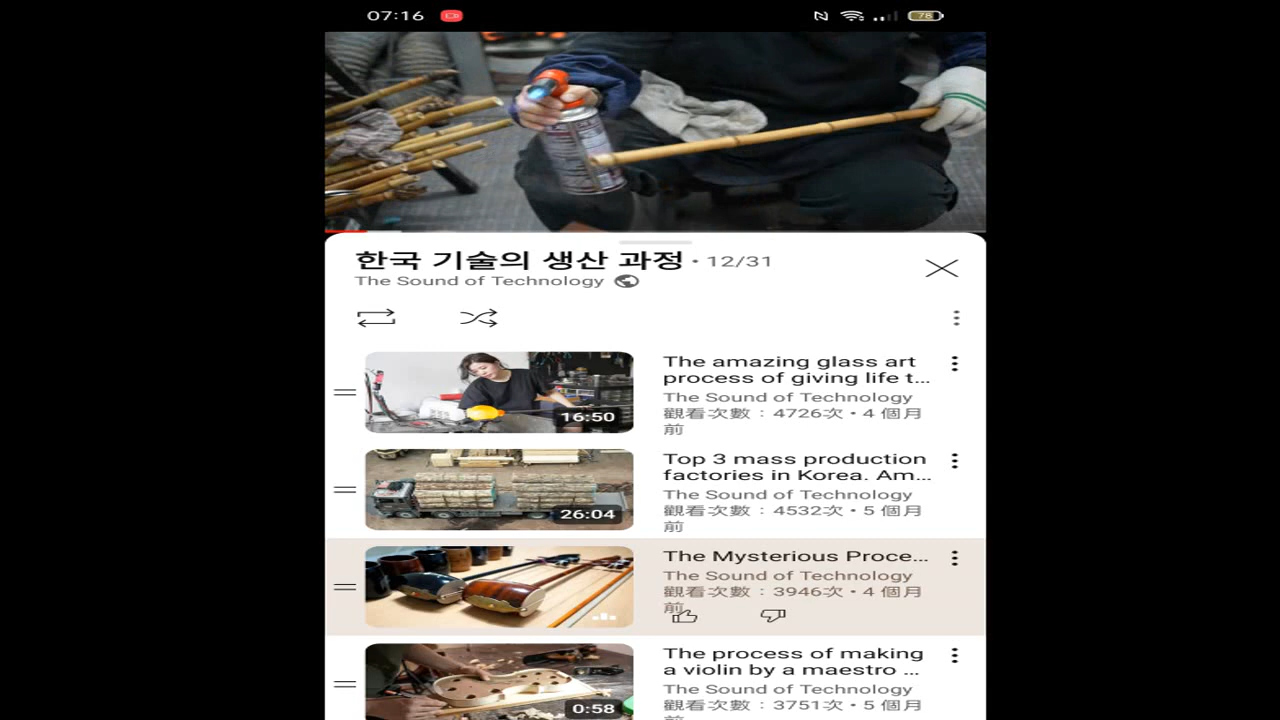 07:16
78
한국 기술의 생산 과정 • 12/31
The Sound of Technology
The amazing glass art
process of giving life t...
The Sound of Technology
觀看次數：4726次 • 4 個月
前
16:50
Top 3 mass production
factories in Korea. Am...
The Sound of Technology
觀看次數：4532次 • 5 個月
前
26:04
The Mysterious Proce...
The Sound of Technology
觀看次數：3946次 • 4 個月
前
The process of making
a violin by a maestro ...
The Sound of Technology
觀看次數：3751次 • 5 個月
前
0:58